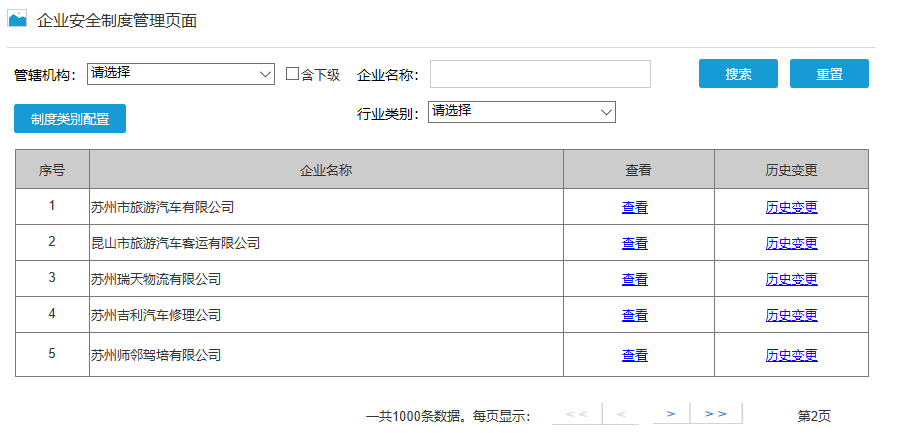 企业安全制度管理页面
管辖机构： 请选择 含下级 企业名称： 搜索 重置
制度类别配置 行业类别： 请选择
序号 企业名称 查看 历史变更
1 苏州市旅游汽车有限公司 查看 历史变更
2 昆山市旅游汽车客运有限公司 查看 历史变更
3 苏州瑞天物流有限公司 查看 历史变更
4 苏州吉利汽车修理公司 查看 历史变更
5 苏州师邻驾培有限公司 查看 历史变更
一共1000条数据。每页显示： << < > >> 第2页